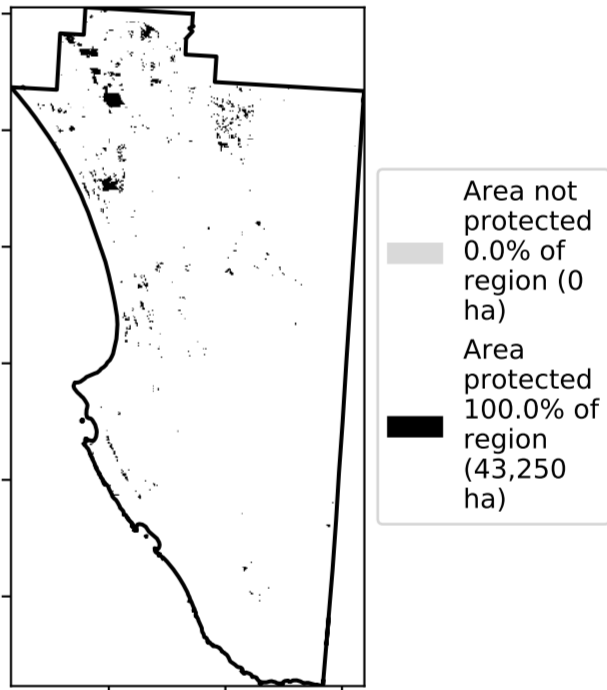 Area not
protected
0.0% of
region (0
ha)
Area
protected
100.0% of
region
(43,250
ha)